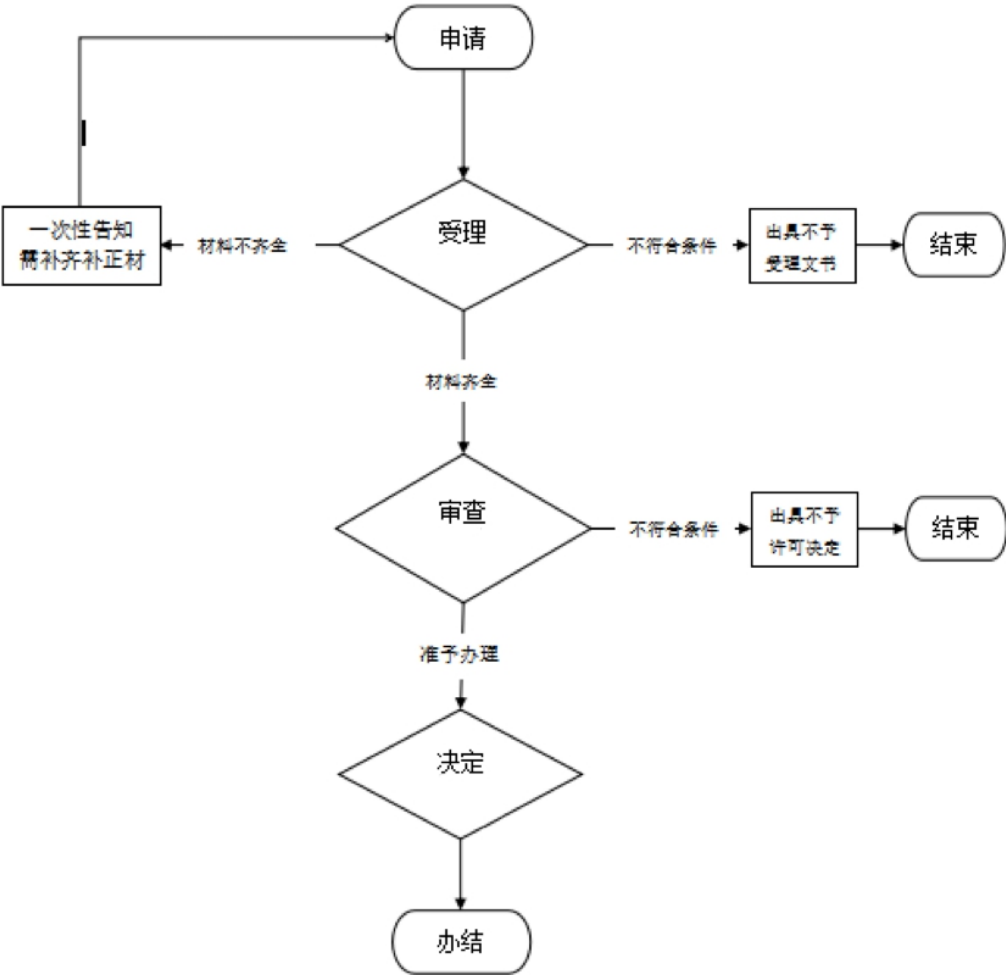 申请
受理
一次性告知
需补齐补正材
材料不齐全
不符合条件
出具不予
受理文书
结束
材料齐全
审查
不符合条件
出具不予
许可决定
结束
准予办理
决定
办结